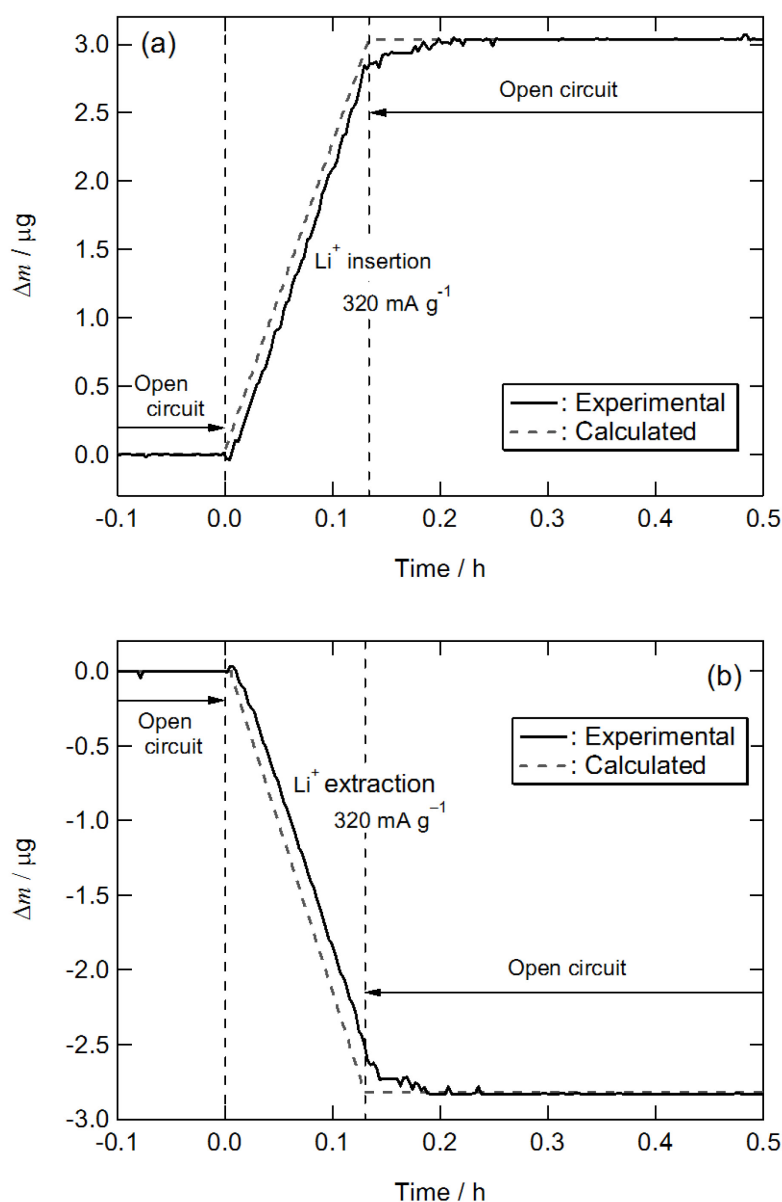 (a)
3.0
2.5
2.0
1.5
1.0
0.5
0.0
Δm / μg
Open circuit
Li⁺ insertion
320 mA g⁻¹
Open
circuit
: Experimental
: Calculated
-0.1 0.0 0.1 0.2 0.3 0.4 0.5
Time / h
(b)
0.0
-0.5
-1.0
-1.5
-2.0
-2.5
-3.0
Δm / μg
Open
circuit
: Experimental
: Calculated
Li⁺ extraction
320 mA g⁻¹
Open circuit
-0.1 0.0 0.1 0.2 0.3 0.4 0.5
Time / h